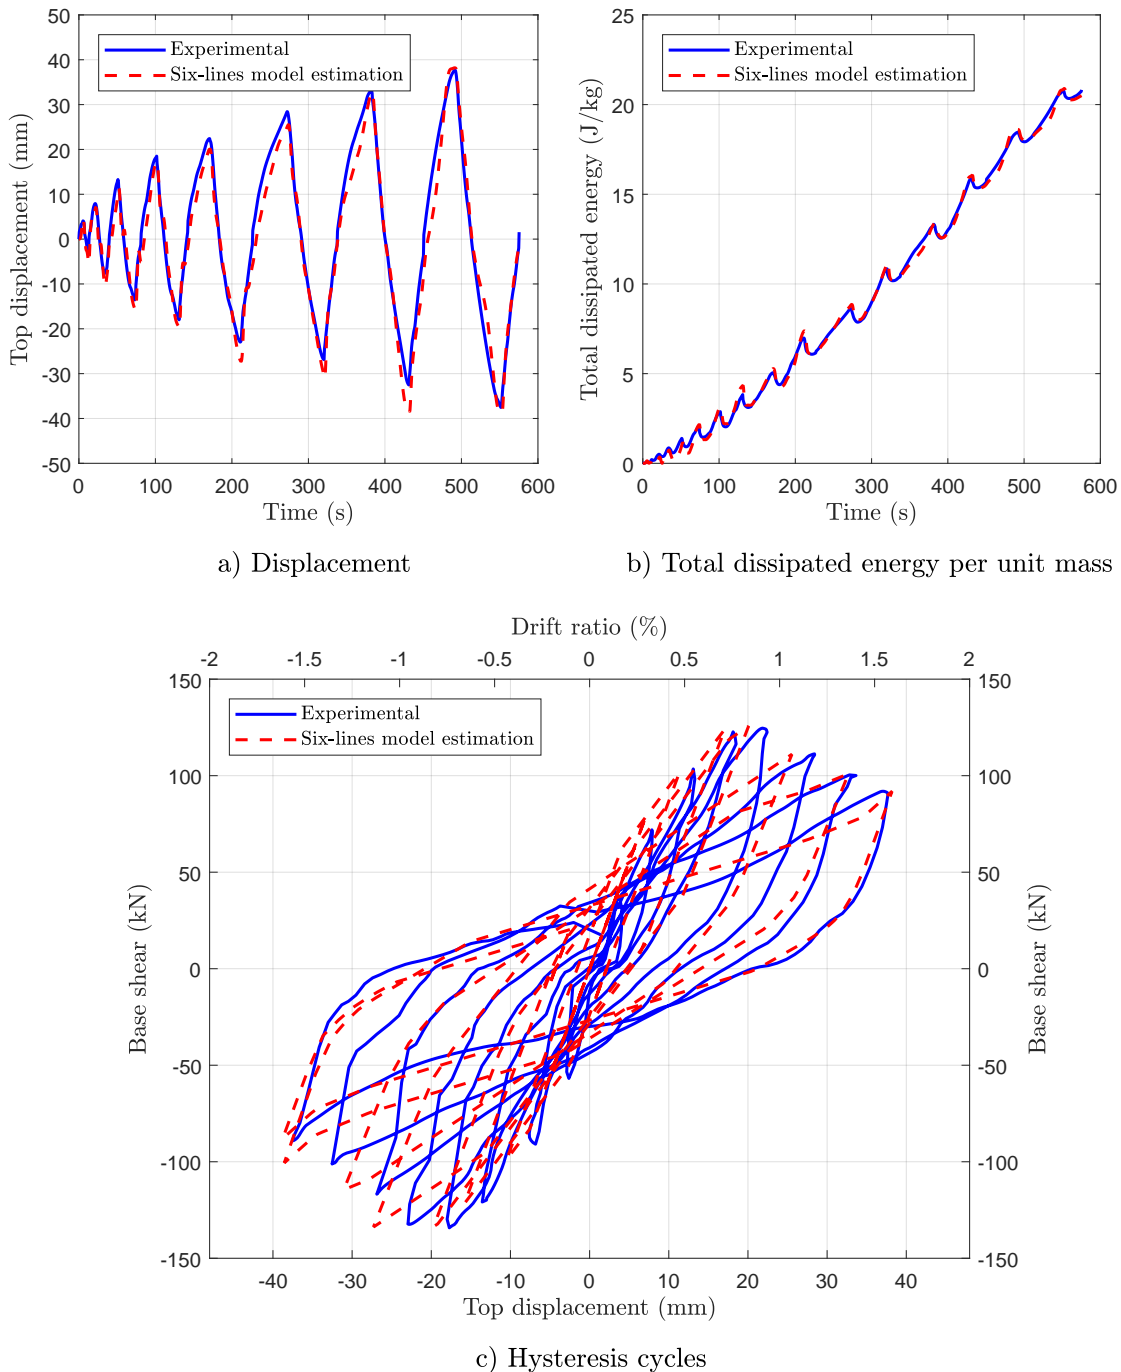 50
40
30
20
10
0
-10
-20
-30
-40
-50
Top displacement (mm)
Experimental
Six-lines model estimation
0 100 200 300 400 500 600
Time (s)
a) Displacement
25
20
15
10
5
0
Total dissipated energy (J/kg)
Experimental
Six-lines model estimation
0 100 200 300 400 500 600
Time (s)
b) Total dissipated energy per unit mass
Drift ratio (%)
-2 -1.5 -1 -0.5 0 0.5 1 1.5 2
150
100
50
0
-50
-100
-150
Base shear (kN)
Experimental
Six-lines model estimation
150
100
50
0
-50
-100
-150
Base shear (kN)
-40 -30 -20 -10 0 10 20 30 40
Top displacement (mm)
c) Hysteresis cycles